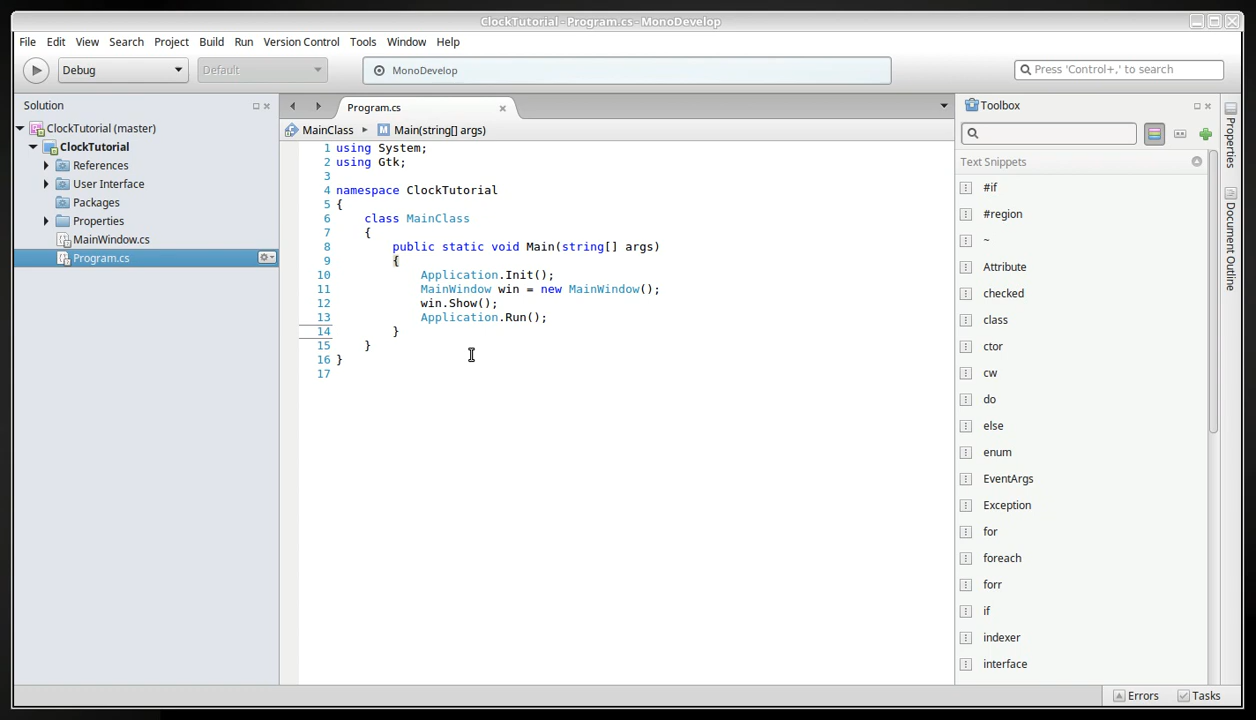 ClockTutorial - Program.cs - MonoDevelop
File Edit View Search Project Build Run Version Control Tools Window Help
Debug Default MonoDevelop Press 'Control+,' to search
Solution
ClockTutorial (master)
ClockTutorial
References
User Interface
Packages
Properties
MainWindow.cs
Program.cs
Program.cs
MainClass Main(string[] args)
1 using System;
2 using Gtk;
3
4 namespace ClockTutorial
5 {
6 class MainClass
7 {
8 public static void Main(string[] args)
9 {
10 Application.Init();
11 MainWindow win = new MainWindow();
12 win.Show();
13 Application.Run();
14 }
15 }
16 }
17
Toolbox
Text Snippets
#if
#region
~
Attribute
checked
class
ctor
cw
do
else
enum
EventArgs
Exception
for
foreach
forr
if
indexer
interface
Properties
Document Outline
Errors Tasks